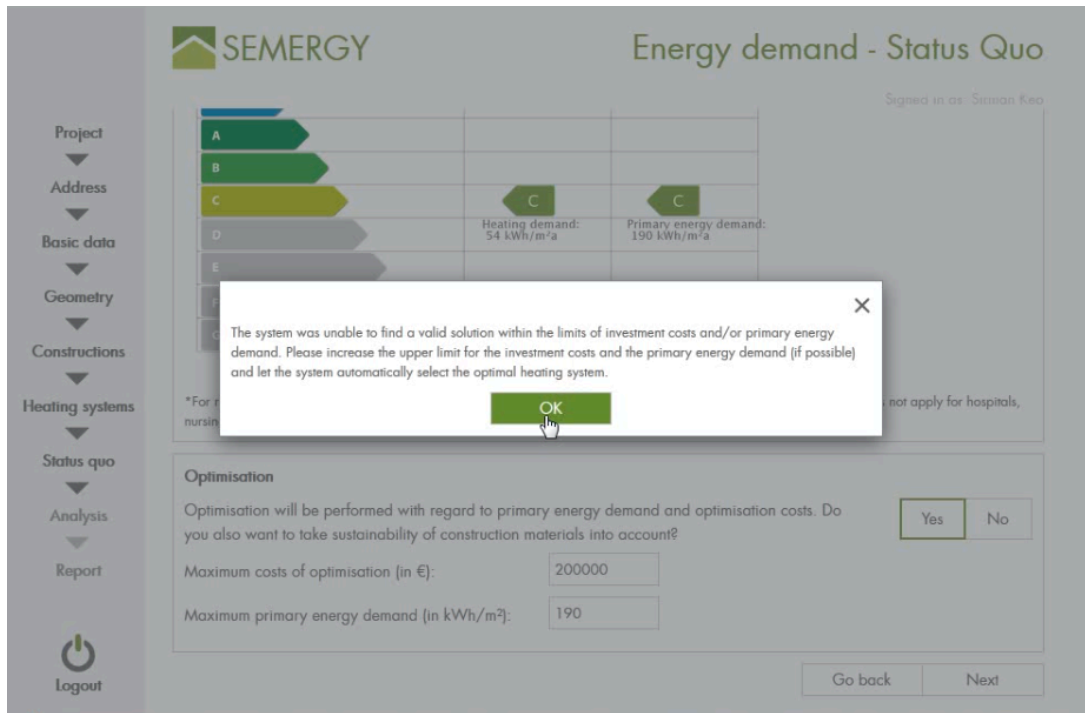 SEMERGY
Energy demand - Status Quo
Signed in as: Siman Keo
Project
Address
Basic data
Geometry
Constructions
Heating systems
Status quo
Analysis
Report
Logout
A
B
C
D
E
F
C
C
Heating demand:
54 kWh/m²a
Primary energy demand:
190 kWh/m²a
The system was unable to find a valid solution within the limits of investment costs and/or primary energy
demand. Please increase the upper limit for the investment costs and the primary energy demand (if possible)
and let the system automatically select the optimal heating system.
OK
*For r
not apply for hospitals,
nursin
Optimisation
Optimisation will be performed with regard to primary energy demand and optimisation costs. Do
you also want to take sustainability of construction materials into account?
Yes
No
Maximum costs of optimisation (in €):
200000
Maximum primary energy demand (in kWh/m²):
190
Go back
Next